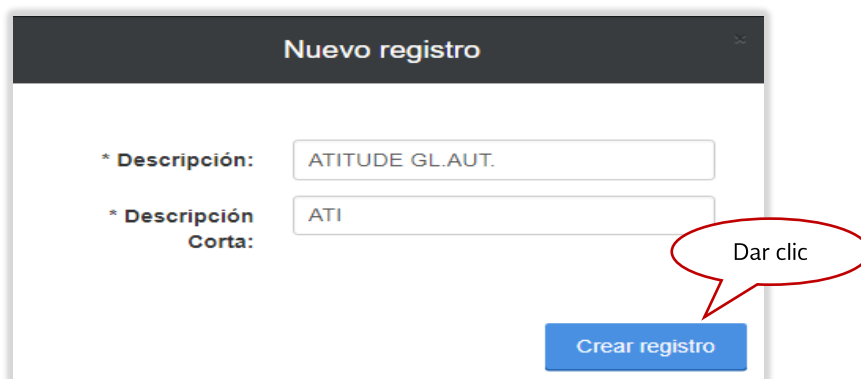 Nuevo registro
* Descripción:
ATITUDE GL.AUT.
* Descripción
Corta:
ATI
Dar clic
Crear registro